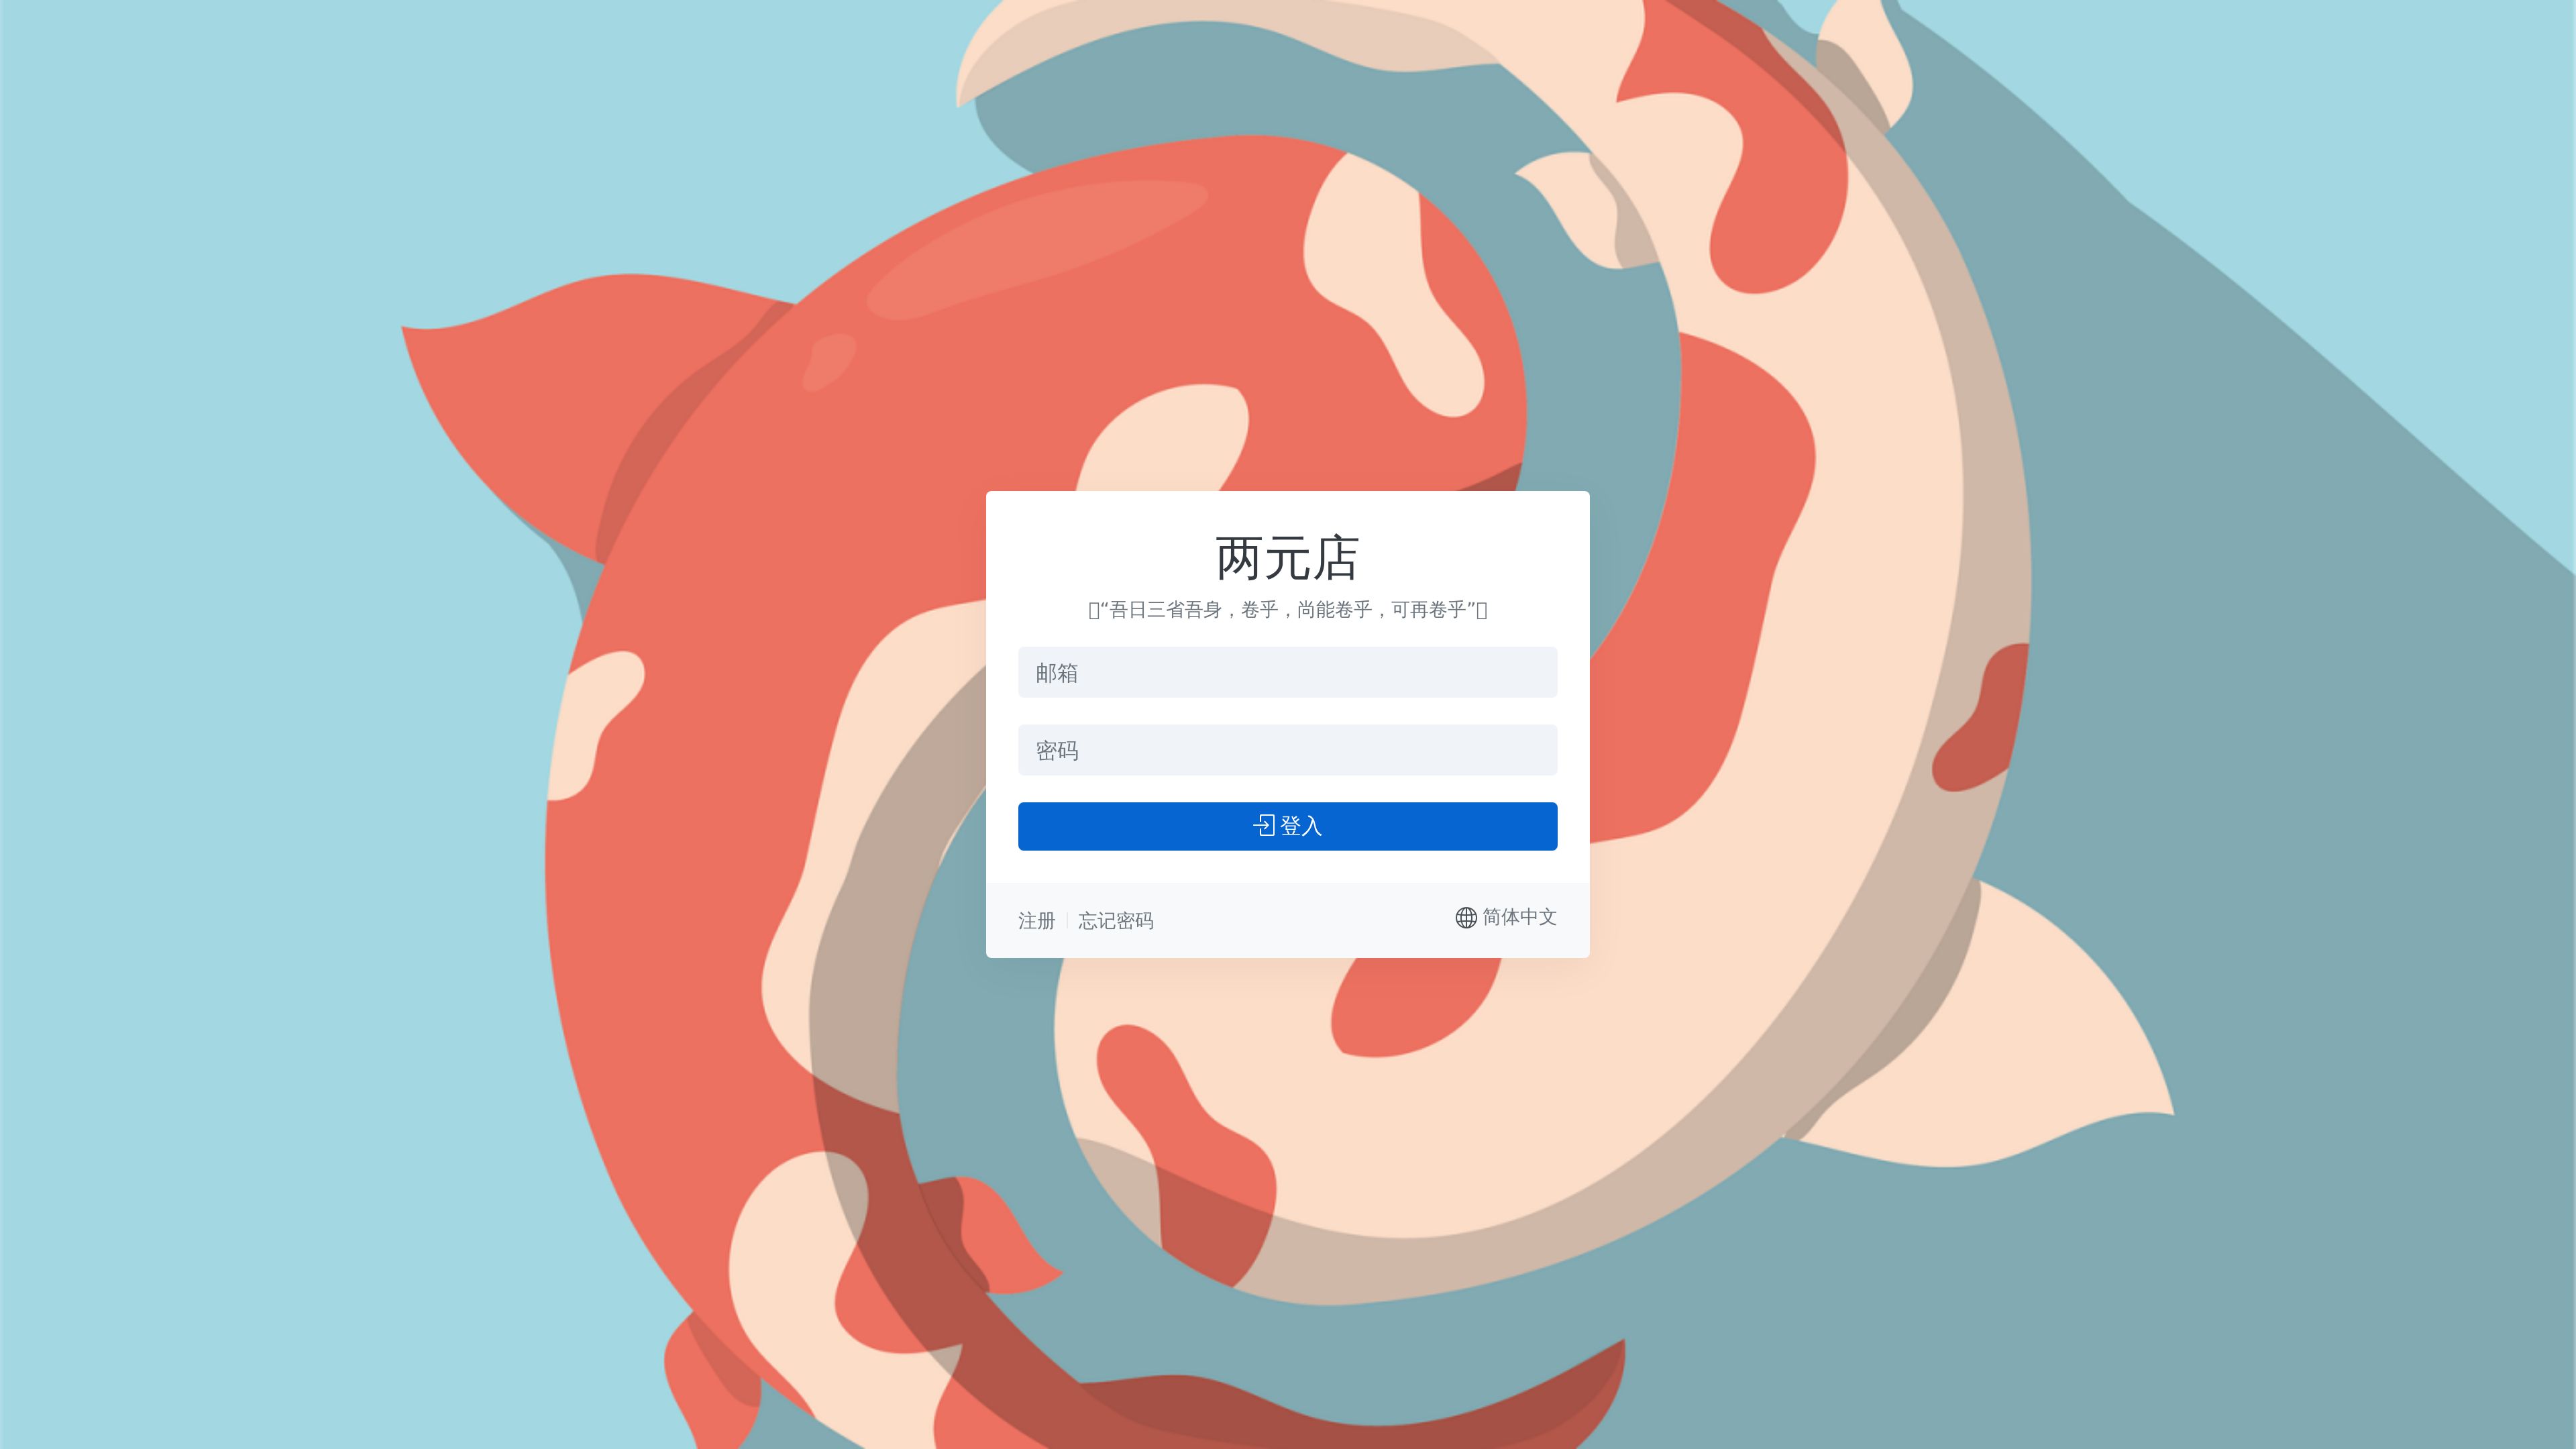 两元店
“吾日三省吾身，卷乎，尚能卷乎，可再卷乎”
邮箱
密码
登入
注册
忘记密码
简体中文